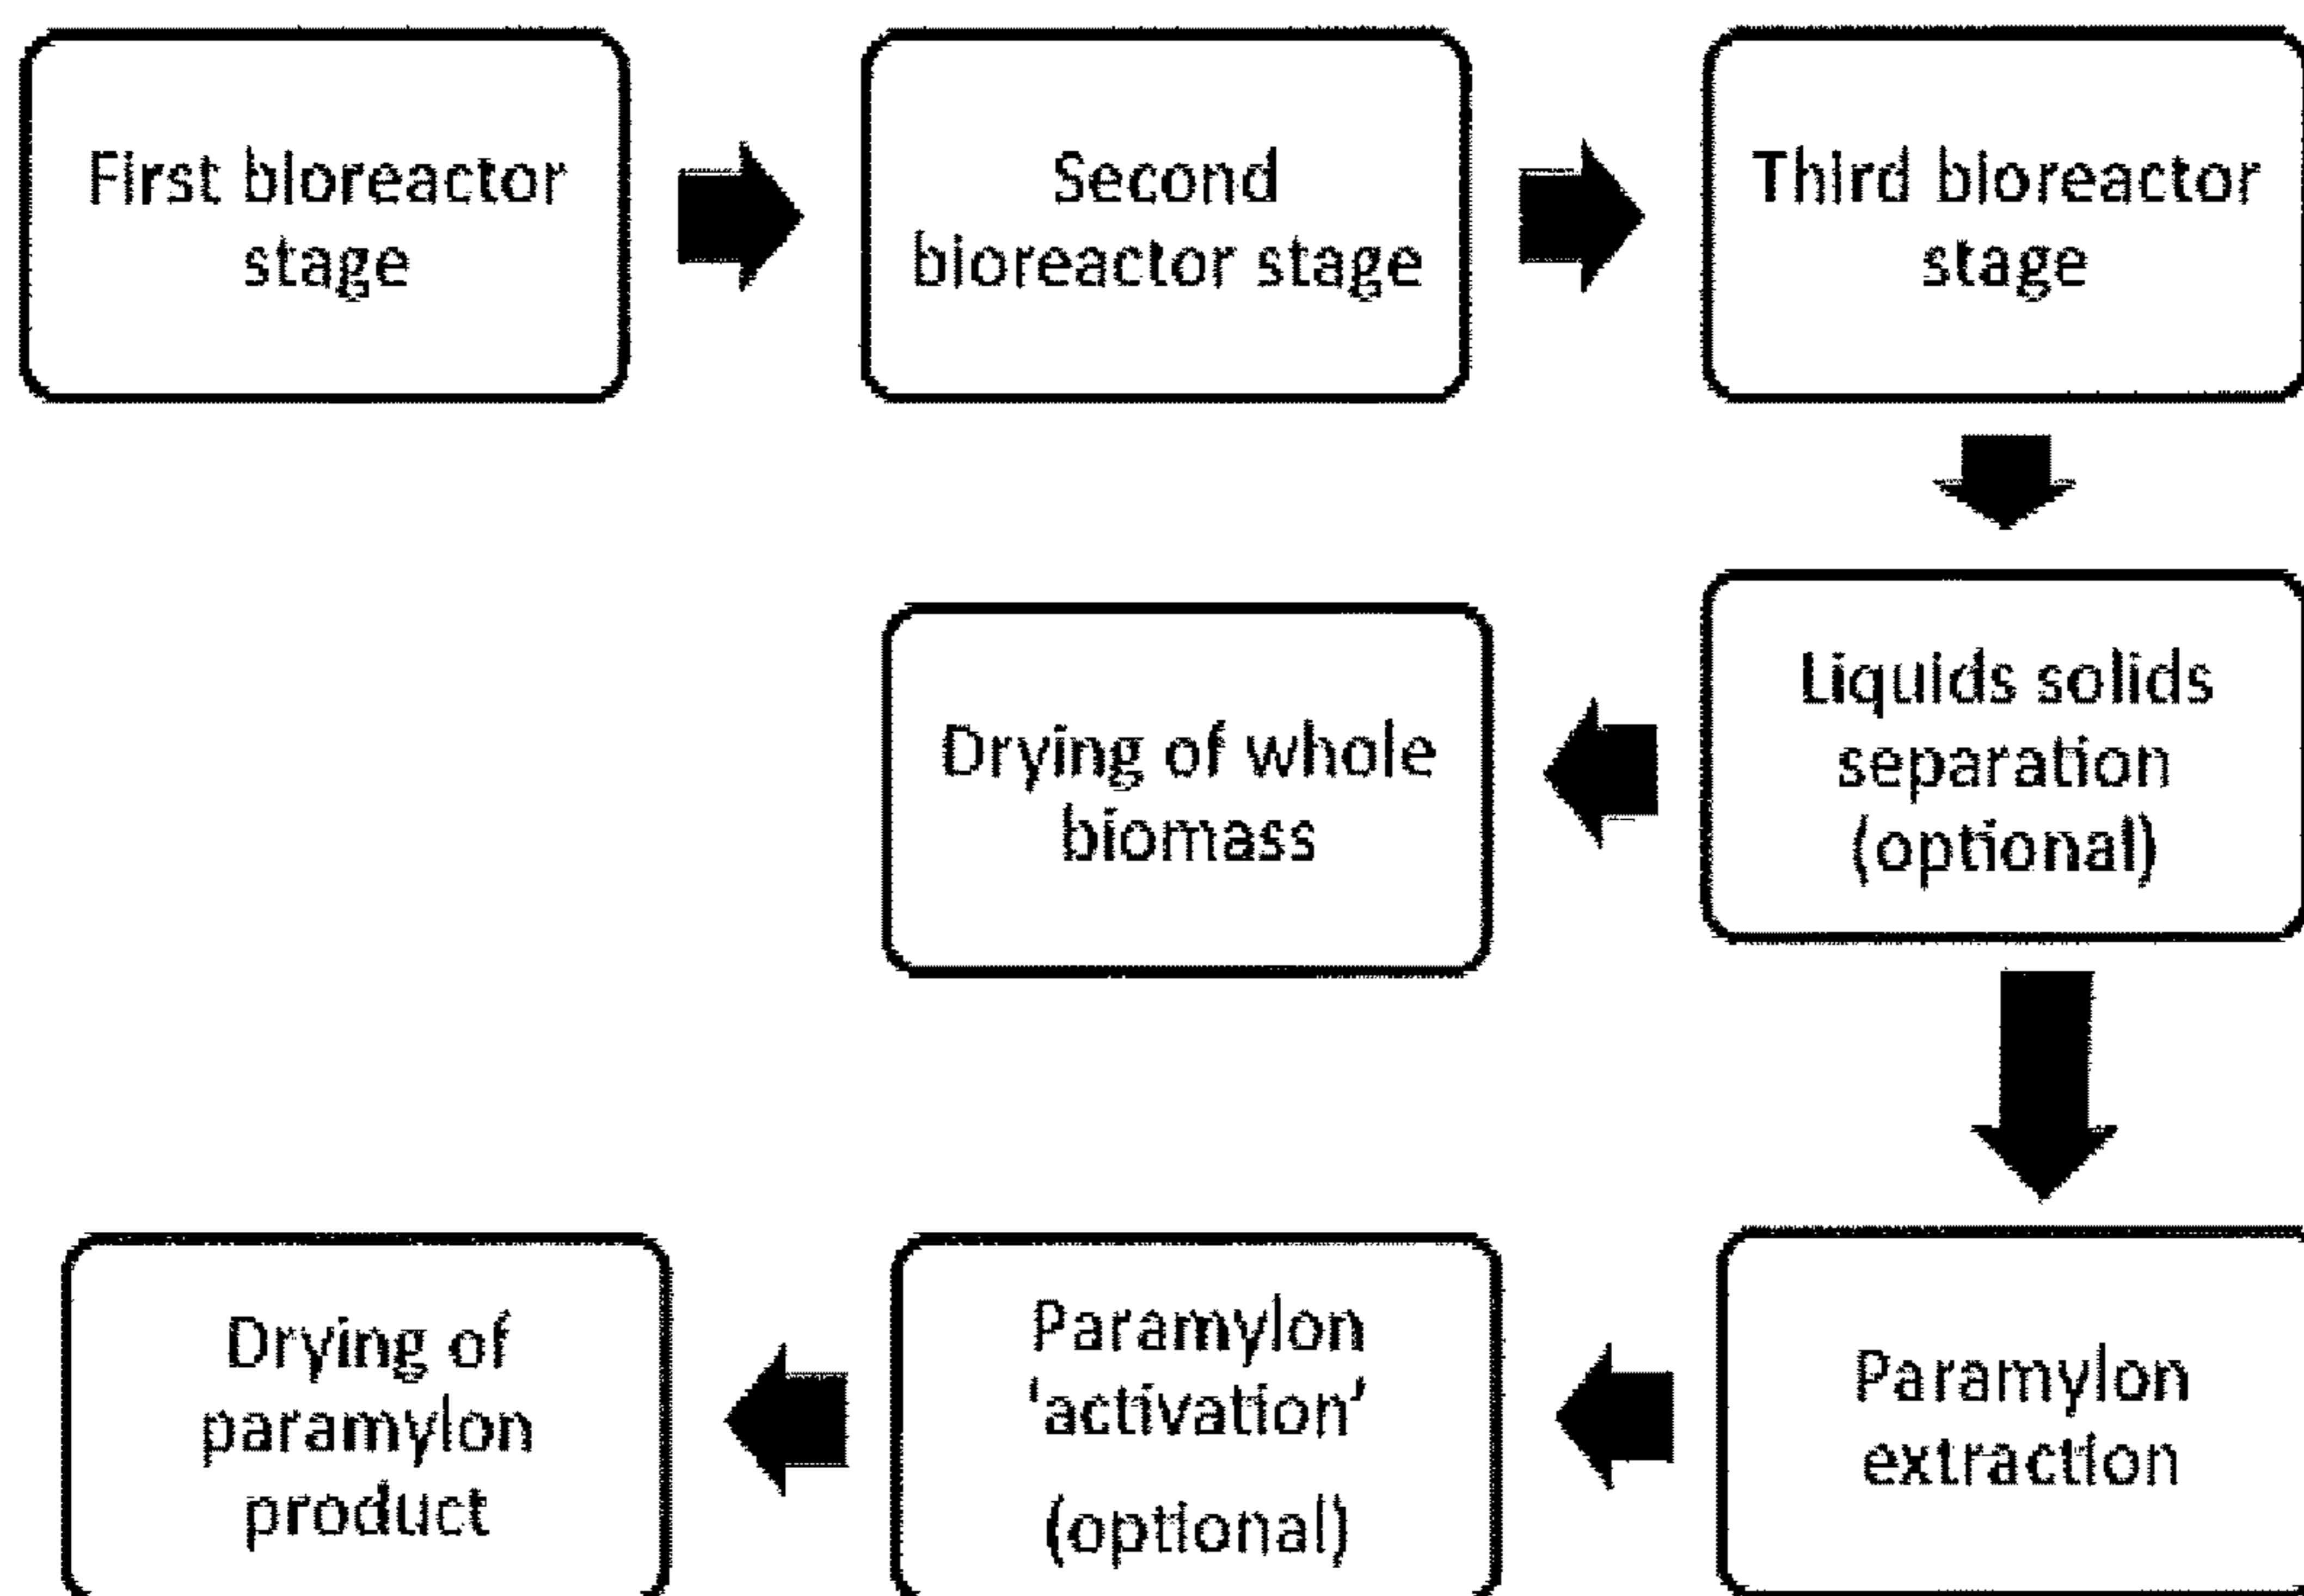 First bioreactor
stage
Second
bioreactor stage
Third bioreactor
stage
Drying of whole
biomass
Liquids solids
separation
(optional)
Drying of
paramylon
product
Paramylon
'activation'
(optional)
Paramylon
extraction